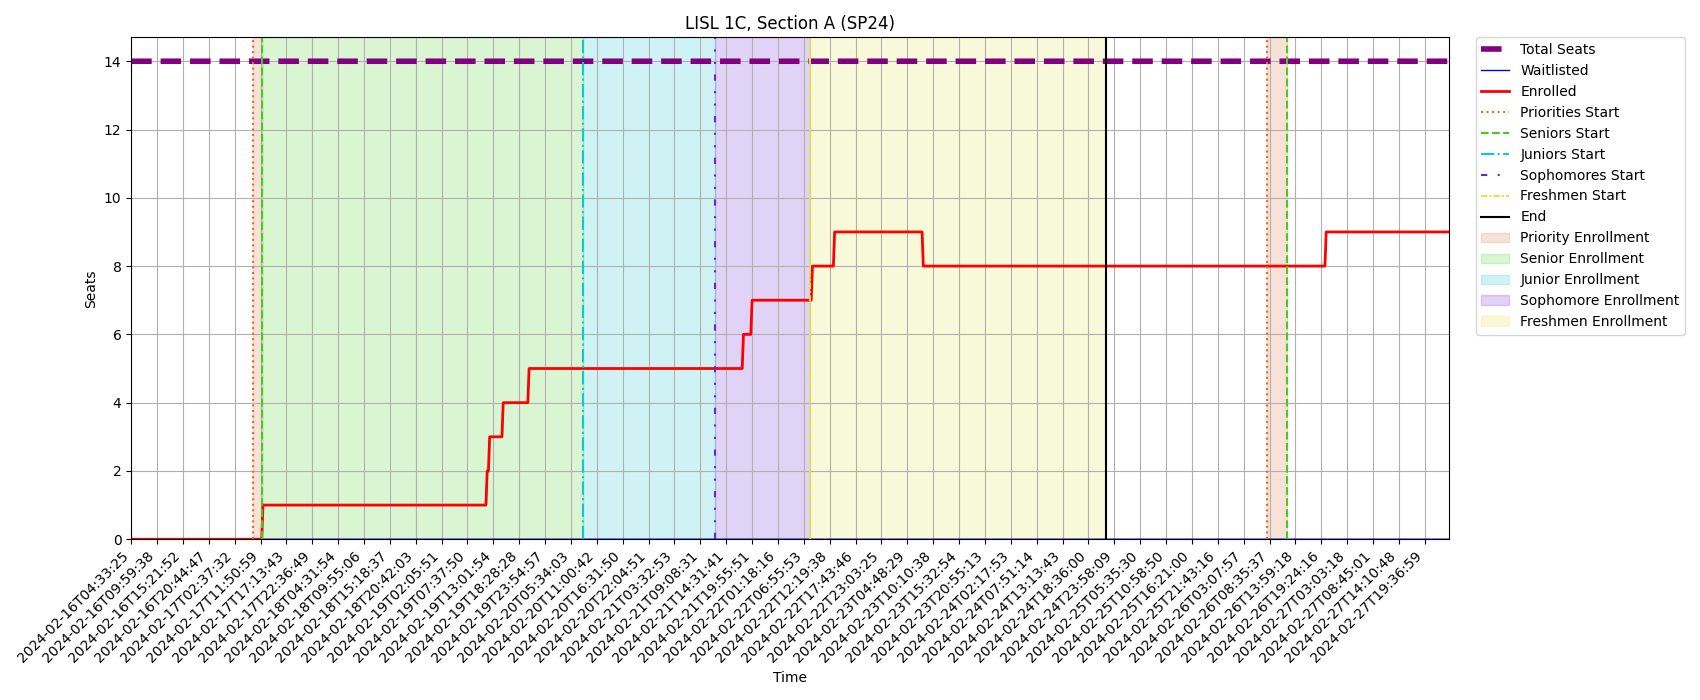 LISL 1C, Section A (SP24)
Seats
14
12
10
8
6
4
2
0
2024-02-16T04:33:25
2024-02-16T09:59:38
2024-02-16T15:21:52
2024-02-16T20:44:47
2024-02-17T02:37:32
2024-02-17T11:50:59
2024-02-17T17:13:43
2024-02-17T22:36:49
2024-02-18T04:31:54
2024-02-18T09:55:06
2024-02-18T15:18:37
2024-02-18T20:42:03
2024-02-19T02:05:51
2024-02-19T07:37:50
2024-02-19T13:01:54
2024-02-19T18:28:28
2024-02-19T23:54:57
2024-02-20T05:34:03
2024-02-20T11:00:42
2024-02-20T16:31:50
2024-02-20T22:04:51
2024-02-21T03:32:53
2024-02-21T09:08:31
2024-02-21T14:31:41
2024-02-21T19:55:51
2024-02-22T01:18:16
2024-02-22T06:55:53
2024-02-22T12:19:38
2024-02-22T17:43:46
2024-02-22T23:03:25
2024-02-23T04:48:29
2024-02-23T10:10:38
2024-02-23T15:32:54
2024-02-23T20:55:13
2024-02-24T02:17:53
2024-02-24T07:51:14
2024-02-24T13:13:43
2024-02-24T18:36:00
2024-02-24T23:58:09
2024-02-25T05:35:30
2024-02-25T10:58:50
2024-02-25T16:21:00
2024-02-25T21:43:16
2024-02-26T03:07:57
2024-02-26T08:35:37
2024-02-26T13:59:18
2024-02-26T19:24:16
2024-02-27T03:03:18
2024-02-27T08:45:01
2024-02-27T14:10:48
2024-02-27T19:36:59
Time
Total Seats
Waitlisted
Enrolled
Priorities Start
Seniors Start
Juniors Start
Sophomores Start
Freshmen Start
End
Priority Enrollment
Senior Enrollment
Junior Enrollment
Sophomore Enrollment
Freshmen Enrollment